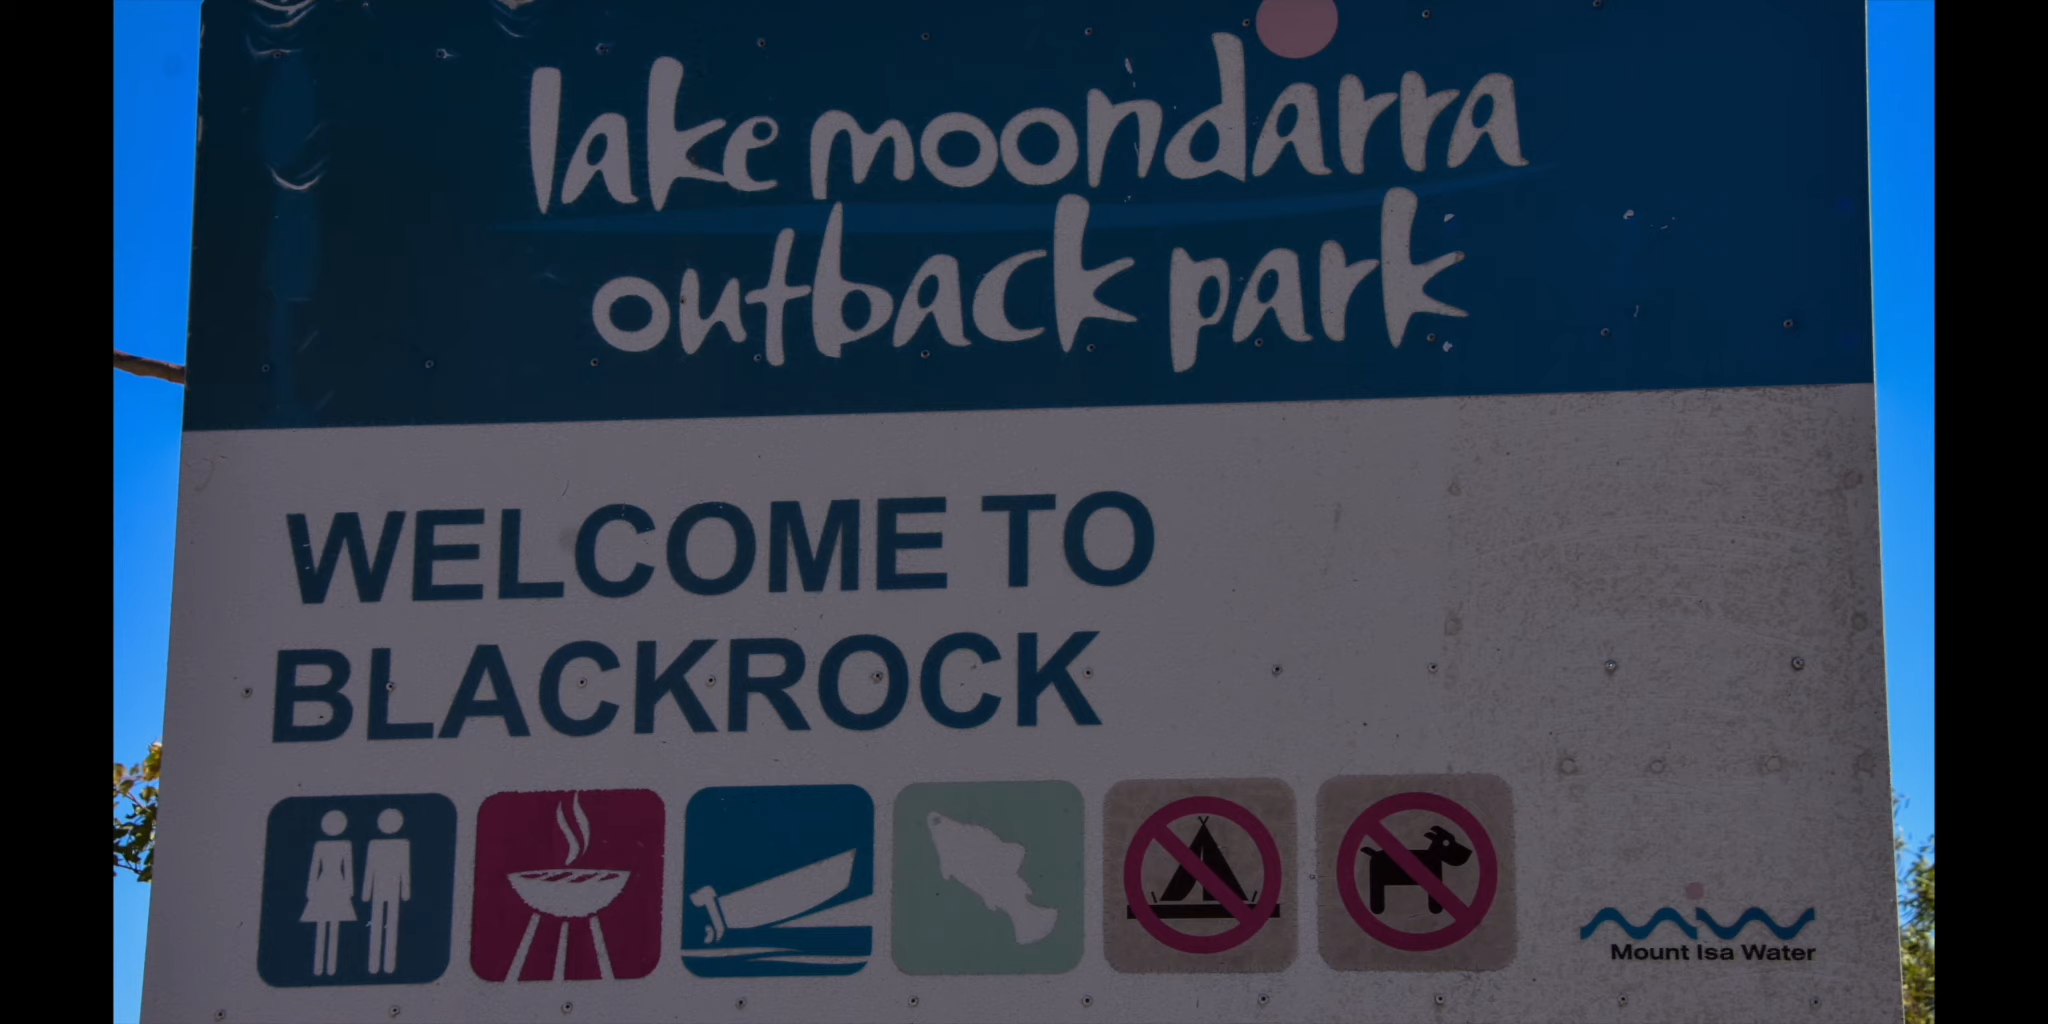 lake moondarra
outback park
WELCOME TO
BLACKROCK
Mount Isa Water